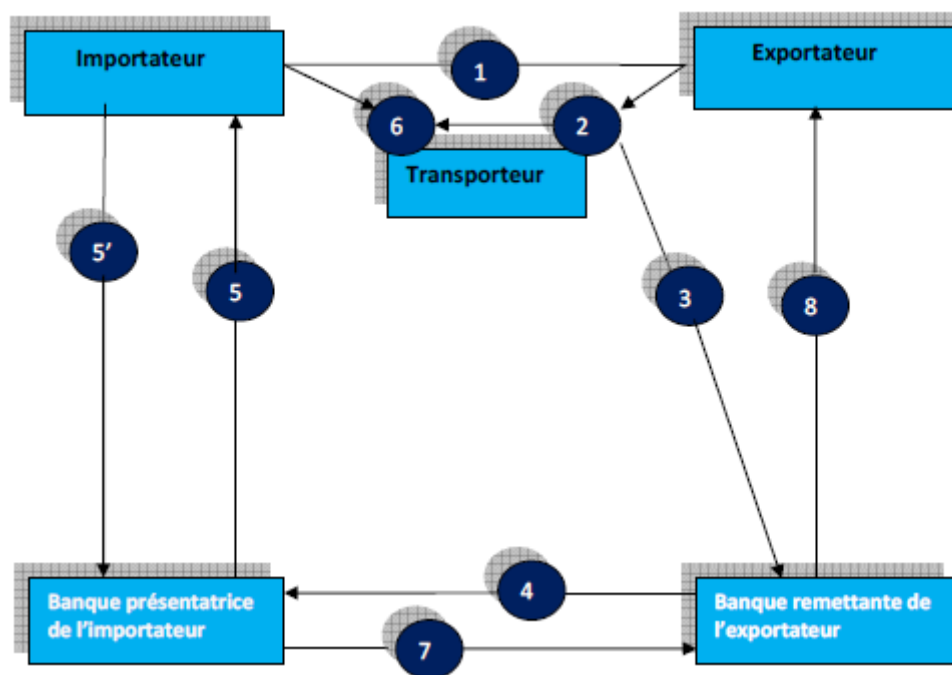 Importateur
Exportateur
1
6
2
Transporteur
5’
5
3
8
Banque présentatrice
de l’importateur
4
Banque remettante de
l’exportateur
7